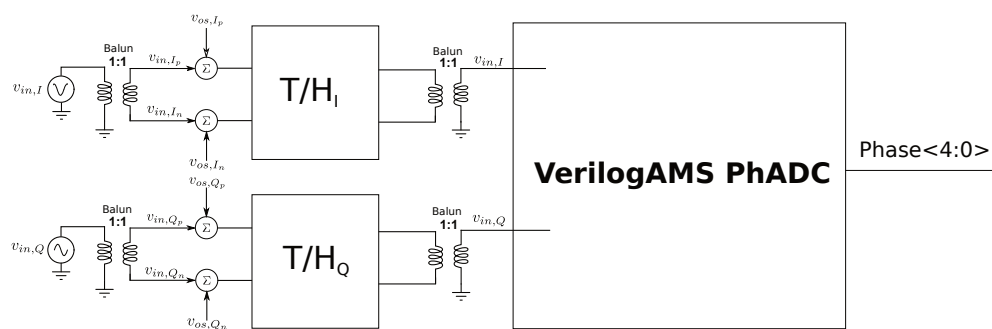 v_{os,I_p}
Balun
1:1
v_{in,I_p}
Σ
v_{in,I}
v_{in,I_n}
Σ
v_{os,I_n}
T/H_I
Balun
1:1
v_{in,I}
VerilogAMS PhADC
Phase<4:0>
v_{os,Q_p}
Balun
1:1
v_{in,Q_p}
Σ
v_{in,Q}
v_{in,Q_n}
Σ
v_{os,Q_n}
T/H_Q
Balun
1:1
v_{in,Q}